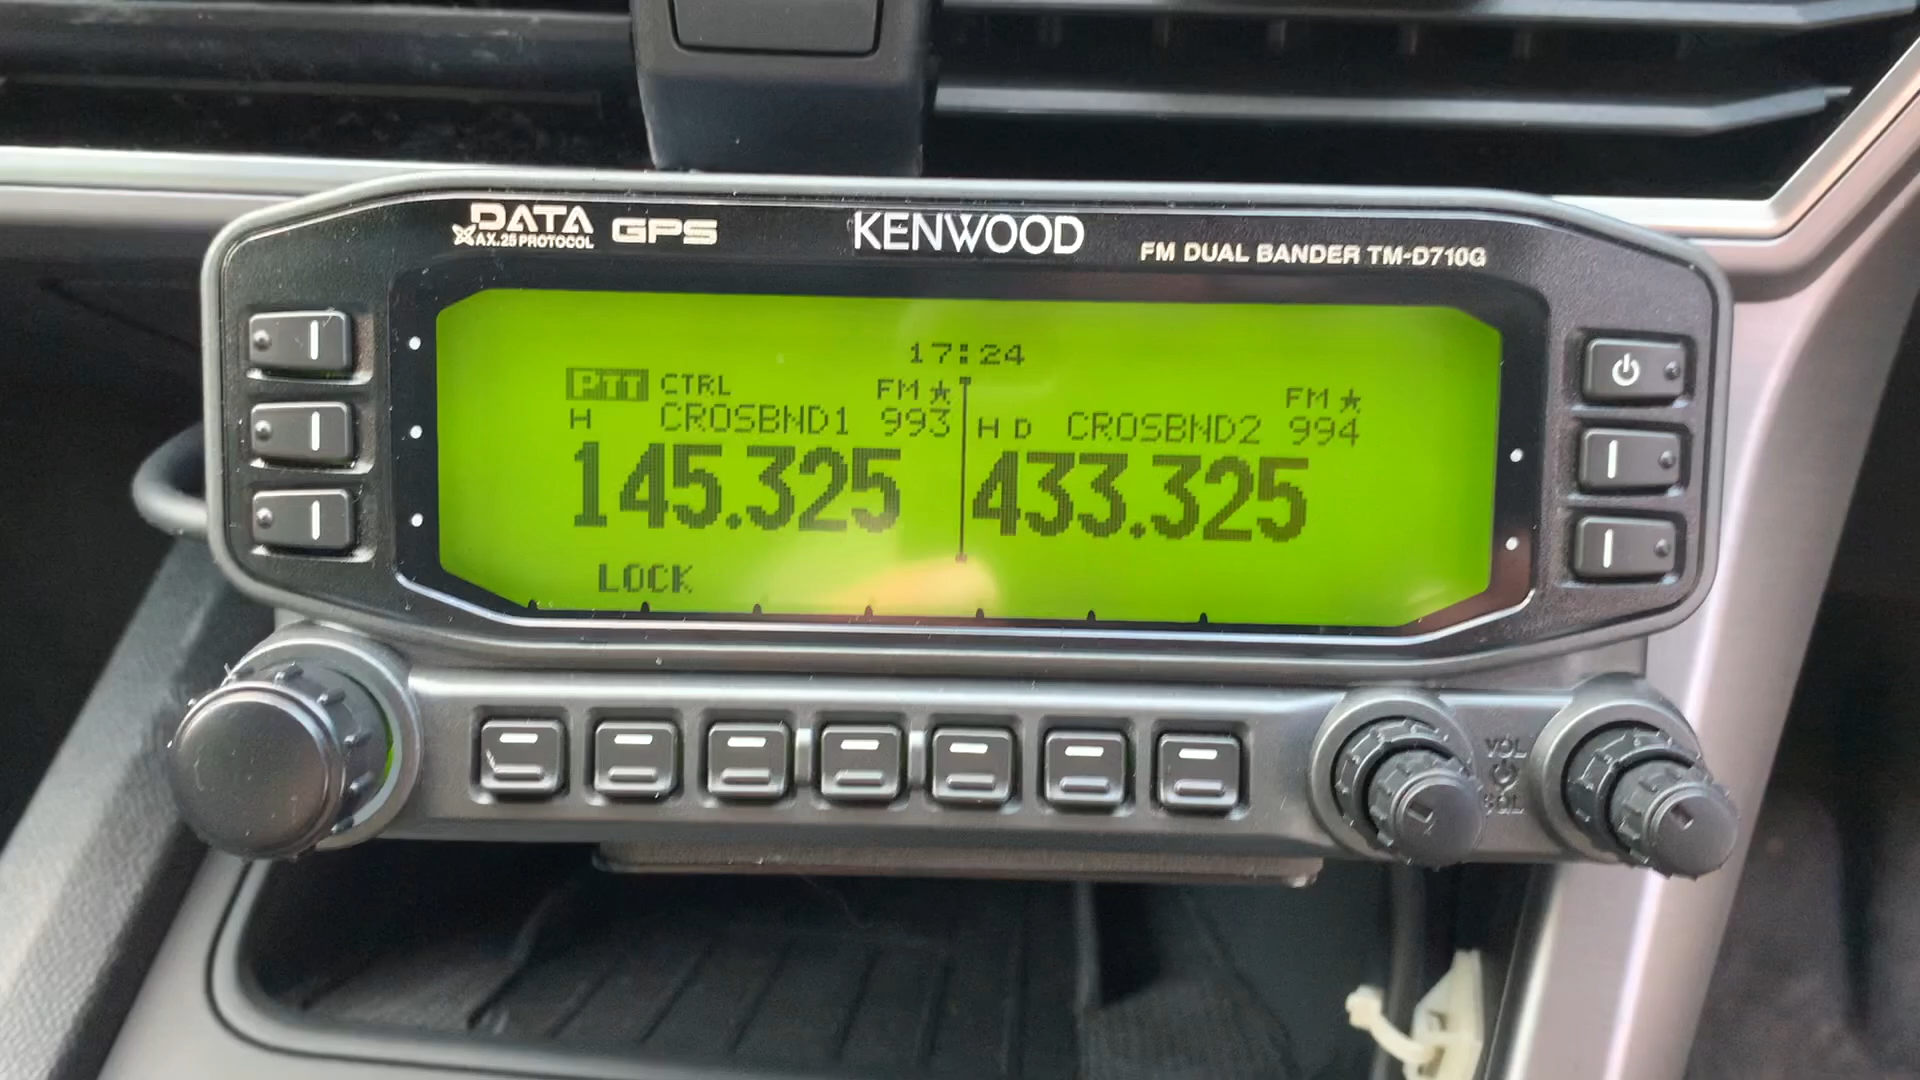 DATA
AX.25 PROTOCOL
GPS
KENWOOD
FM DUAL BANDER TM-D710G
17:24
PTT CTRL FM★
H CROSBND1 993
145.325
FM★
H D CROSBND2 994
433.325
LOCK
VOL
SQL